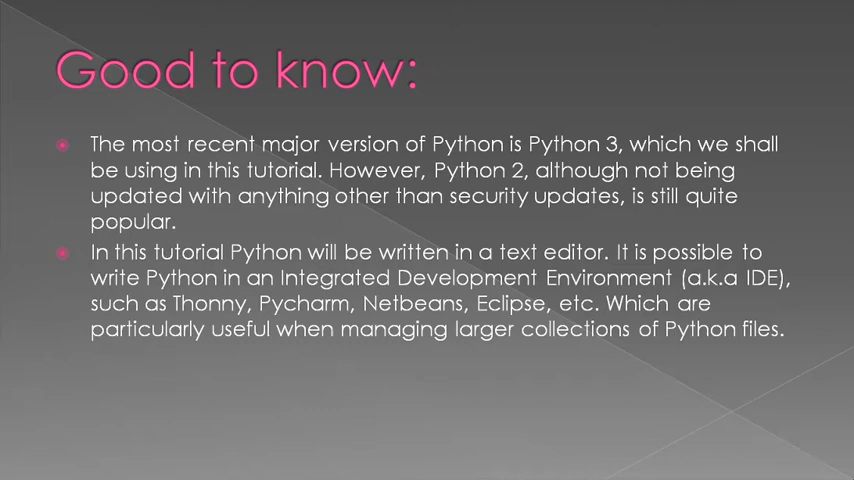 Good to know:
The most recent major version of Python is Python 3, which we shall
be using in this tutorial. However, Python 2, although not being
updated with anything other than security updates, is still quite
popular.
In this tutorial Python will be written in a text editor. It is possible to
write Python in an Integrated Development Environment (a.k.a IDE),
such as Thonny, Pycharm, Netbeans, Eclipse, etc. Which are
particularly useful when managing larger collections of Python files.